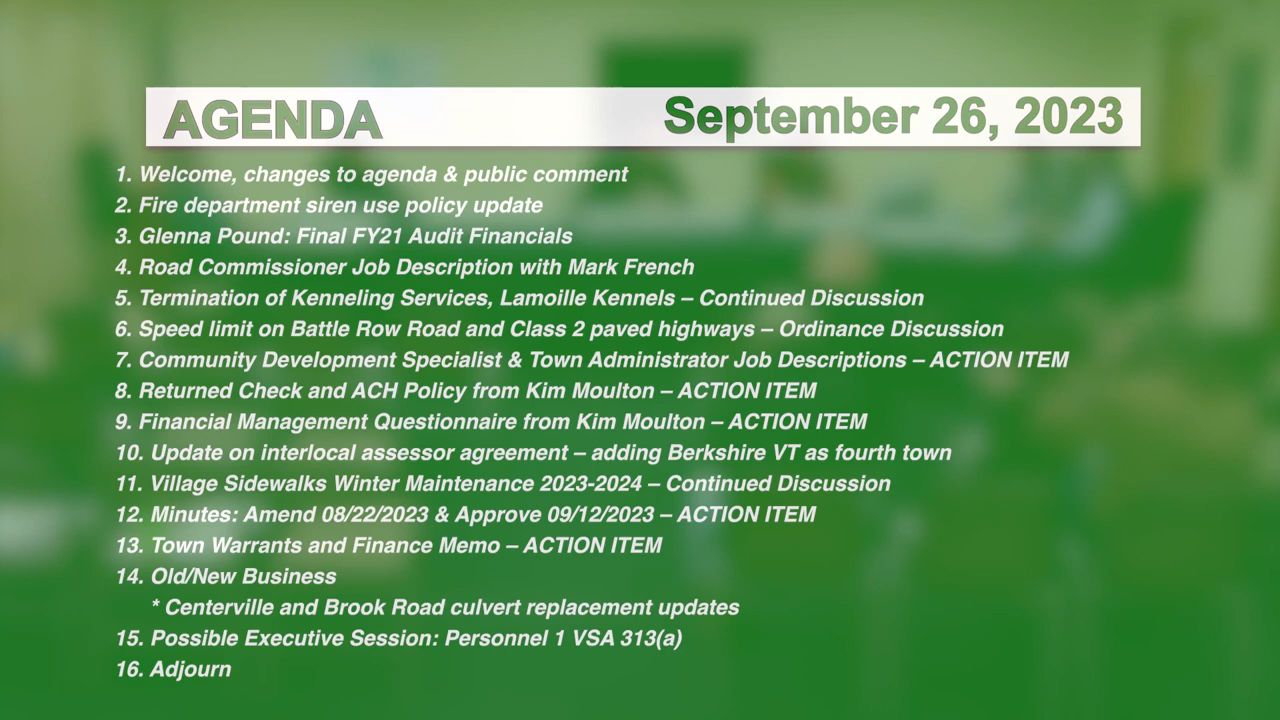 AGENDA September 26, 2023
1. Welcome, changes to agenda & public comment
2. Fire department siren use policy update
3. Glenna Pound: Final FY21 Audit Financials
4. Road Commissioner Job Description with Mark French
5. Termination of Kenneling Services, Lamoille Kennels – Continued Discussion
6. Speed limit on Battle Row Road and Class 2 paved highways – Ordinance Discussion
7. Community Development Specialist & Town Administrator Job Descriptions – ACTION ITEM
8. Returned Check and ACH Policy from Kim Moulton – ACTION ITEM
9. Financial Management Questionnaire from Kim Moulton – ACTION ITEM
10. Update on interlocal assessor agreement – adding Berkshire VT as fourth town
11. Village Sidewalks Winter Maintenance 2023-2024 – Continued Discussion
12. Minutes: Amend 08/22/2023 & Approve 09/12/2023 – ACTION ITEM
13. Town Warrants and Finance Memo – ACTION ITEM
14. Old/New Business
* Centerville and Brook Road culvert replacement updates
15. Possible Executive Session: Personnel 1 VSA 313(a)
16. Adjourn